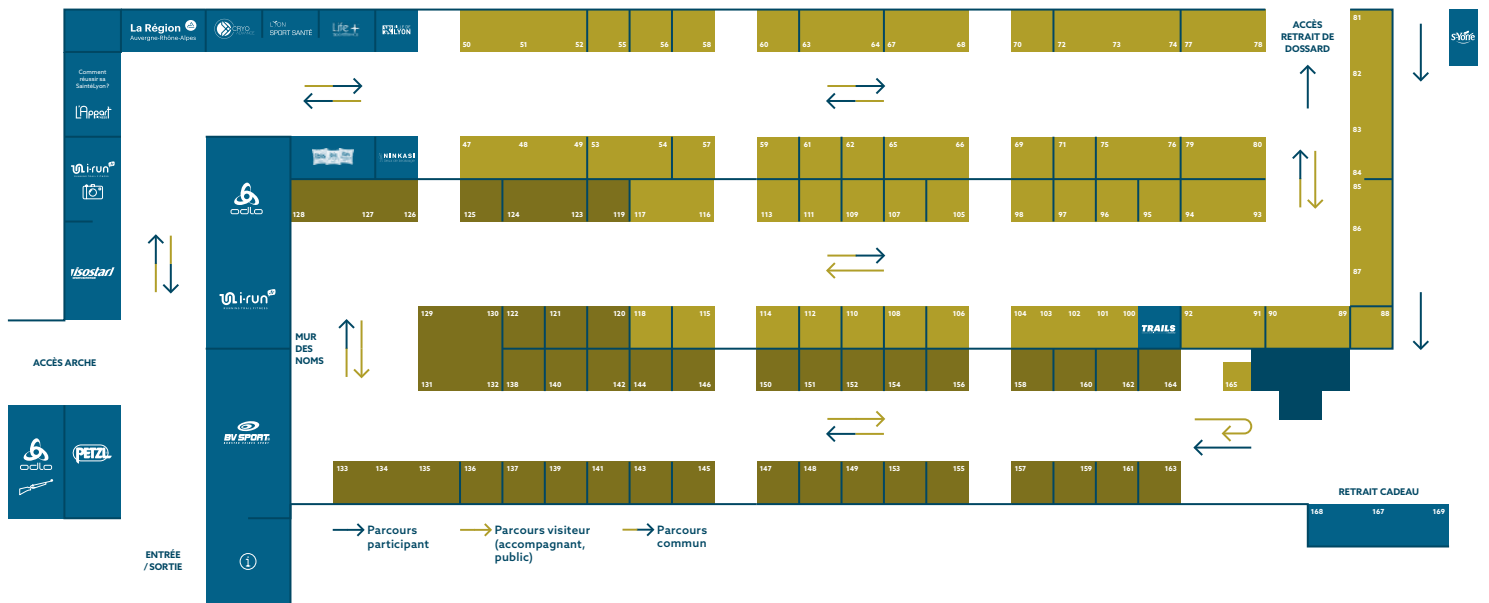 La Région
Auvergne-Rhône-Alpes
CRYO
LYON
SPORT SANTÉ
Life+
LYON
50 51 52 55 56 58
60 63 64 67 68
70 72 73 74 77 78
ACCÈS
RETRAIT DE
DOSSARD
81
82
83
84
85
86
87
Comment
réussir sa
SaintéLyon?
L'Apport
i-run
isostar
odlo
i-run
NINKASI
47 48 49 53 54 57
59 61 62 65 66
69 71 75 76 79 80
128 127 126
125 124 123 119 117 116
113 111 109 107 105
98 97 96 95 94 93
MUR
DES
NOMS
129 130 122 121 120 118 115
114 112 110 108 106
104 103 102 101 100
TRAILS
92 91 90 89 88
131 132 138 140 142 144 146
150 151 152 154 156
158 160 162 164
165
ACCÈS ARCHE
odlo
PETZL
BV SPORT
133 134 135 136 137 139 141 143 145
147 148 149 153 155
157 159 161 163
RETRAIT CADEAU
168 167 169
Parcours
participant
Parcours visiteur
(accompagnant,
public)
Parcours
commun
ENTRÉE
/ SORTIE
i